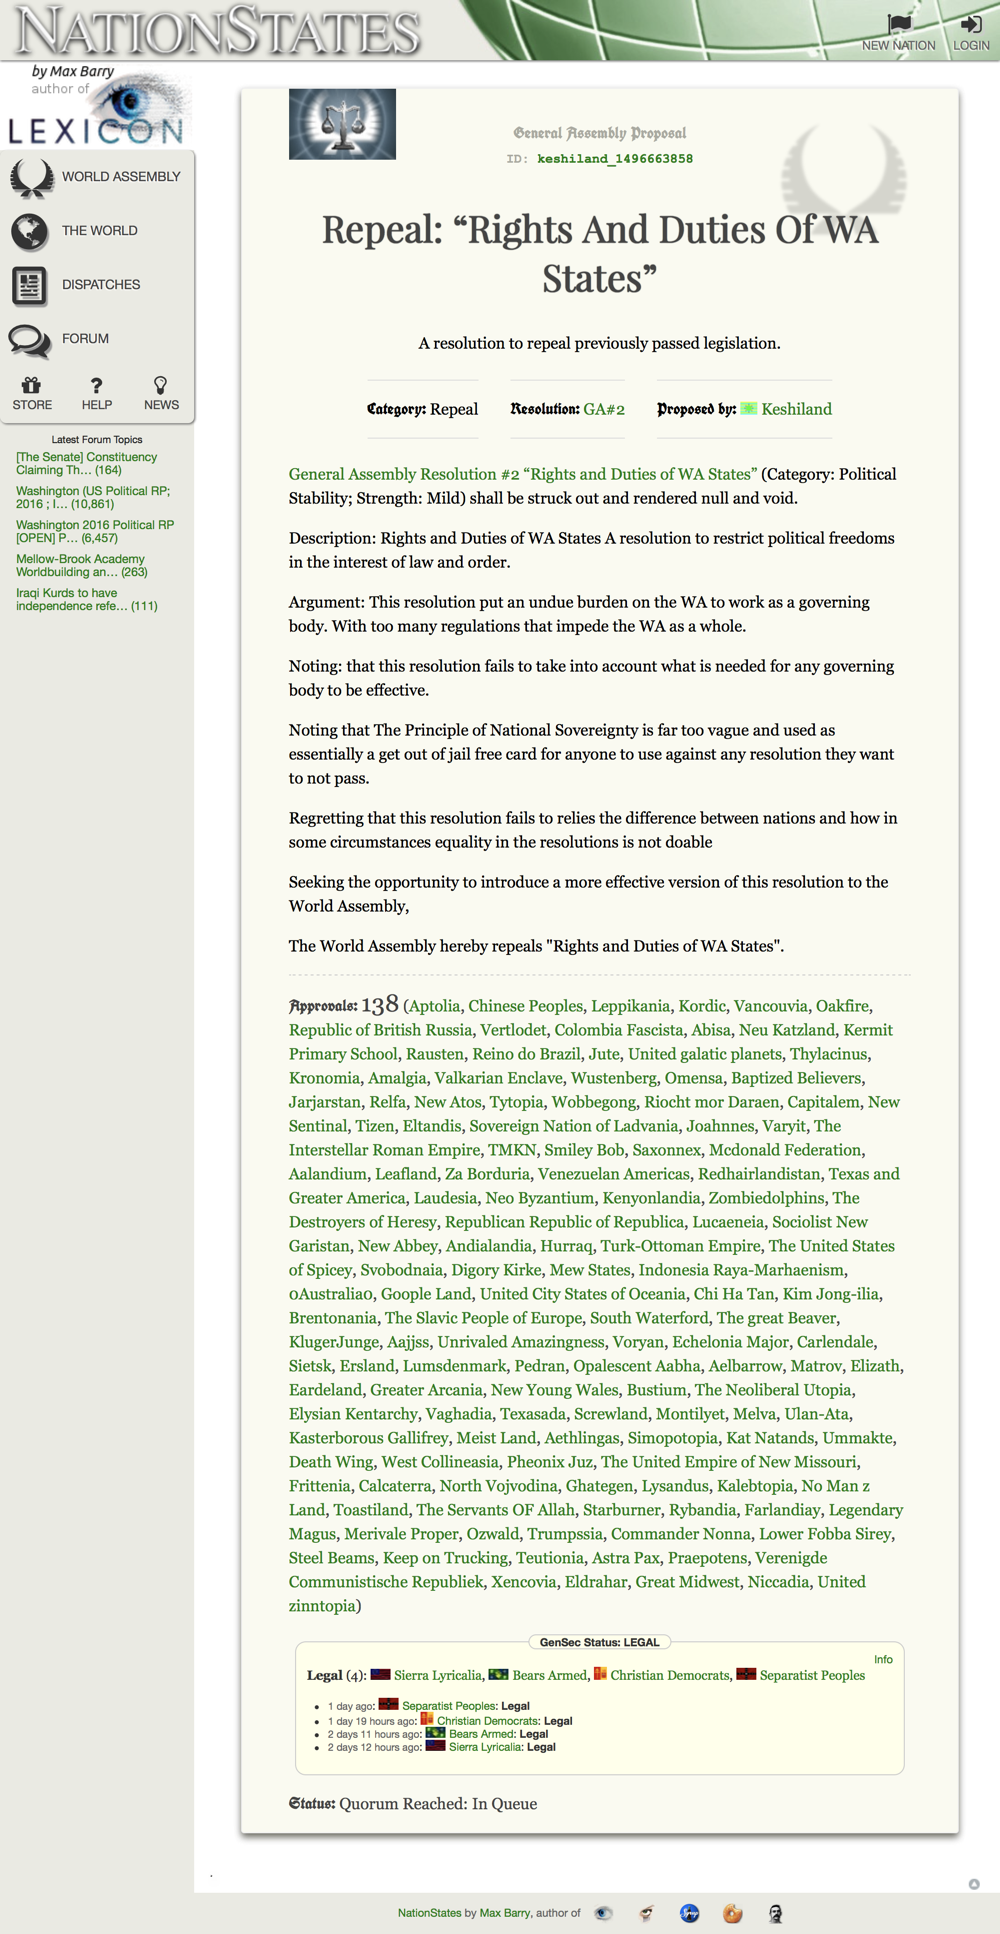 NATIONSTATES
NEW NATION
LOGIN
by Max Barry
author of
LEXICON
WORLD ASSEMBLY
THE WORLD
DISPATCHES
FORUM
STORE
HELP
NEWS
Latest Forum Topics
[The Senate] Constituency
Claiming Th... (164)
Washington (US Political RP;
2016 ; I... (10,861)
Washington 2016 Political RP
[OPEN] P... (6,457)
Mellow-Brook Academy
Worldbuilding an... (263)
Iraqi Kurds to have
independence refe... (111)
General Assembly Proposal
ID: keshiland_1496663858
Repeal: “Rights And Duties Of WA
States”
A resolution to repeal previously passed legislation.
Category: Repeal
Resolution: GA#2
Proposed by: Keshiland
General Assembly Resolution #2 “Rights and Duties of WA States” (Category: Political
Stability; Strength: Mild) shall be struck out and rendered null and void.
Description: Rights and Duties of WA States A resolution to restrict political freedoms
in the interest of law and order.
Argument: This resolution put an undue burden on the WA to work as a governing
body. With too many regulations that impede the WA as a whole.
Noting: that this resolution fails to take into account what is needed for any governing
body to be effective.
Noting that The Principle of National Sovereignty is far too vague and used as
essentially a get out of jail free card for anyone to use against any resolution they want
to not pass.
Regretting that this resolution fails to relies the difference between nations and how in
some circumstances equality in the resolutions is not doable
Seeking the opportunity to introduce a more effective version of this resolution to the
World Assembly,
The World Assembly hereby repeals "Rights and Duties of WA States".
Approvals: 138 (Aptolia, Chinese Peoples, Leppikania, Kordic, Vancouvia, Oakfire,
Republic of British Russia, Vertlodet, Colombia Fascista, Abisa, Neu Katzland, Kermit
Primary School, Rausten, Reino do Brazil, Jute, United galatic planets, Thylacinus,
Kronomia, Amalgia, Valkarian Enclave, Wustenberg, Omensa, Baptized Believers,
Jarjarstan, Relfa, New Atos, Tytopia, Wobbegong, Riocht mor Daraen, Capitalem, New
Sentinal, Tizen, Eltandis, Sovereign Nation of Ladvania, Joahnnes, Varyit, The
Interstellar Roman Empire, TMKN, Smiley Bob, Saxonnex, Mcdonald Federation,
Aalandium, Leafland, Za Borduria, Venezuelan Americas, Redhairlandistan, Texas and
Greater America, Laudesia, Neo Byzantium, Kenyonlandia, Zombiedolphins, The
Destroyers of Heresy, Republican Republic of Republica, Lucaeneia, Sociolist New
Garistan, New Abbey, Andialandia, Hurraq, Turk-Ottoman Empire, The United States
of Spicey, Svobodnaia, Digory Kirke, Mew States, Indonesia Raya-Marhaenism,
0Australia0, Goople Land, United City States of Oceania, Chi Ha Tan, Kim Jong-ilia,
Brentonania, The Slavic People of Europe, South Waterford, The great Beaver,
KlugerJunge, Aajjss, Unrivaled Amazingness, Voryan, Echelonia Major, Carlendale,
Sietsk, Ersland, Lumsdenmark, Pedran, Opalescent Aabha, Aelbarrow, Matrov, Elizath,
Eardeland, Greater Arcania, New Young Wales, Bustium, The Neoliberal Utopia,
Elysian Kentarchy, Vaghadia, Texasada, Screwland, Montilyet, Melva, Ulan-Ata,
Kasterborous Gallifrey, Meist Land, Aethlingas, Simopotopia, Kat Natands, Ummakte,
Death Wing, West Collineasia, Pheonix Juz, The United Empire of New Missouri,
Frittenia, Calcaterra, North Vojvodina, Ghategen, Lysandus, Kalebtopia, No Man z
Land, Toastiland, The Servants OF Allah, Starburner, Rybandia, Farlandiay, Legendary
Magus, Merivale Proper, Ozwald, Trumpssia, Commander Nonna, Lower Fobba Sirey,
Steel Beams, Keep on Trucking, Teutionia, Astra Pax, Praepotens, Verenigde
Communistische Republiek, Xencovia, Eldrahar, Great Midwest, Niccadia, United
zinntopia)
GenSec Status: LEGAL
Info
Legal (4): Sierra Lyricalia, Bears Armed, Christian Democrats, Separatist Peoples
• 1 day ago: Separatist Peoples: Legal
• 1 day 19 hours ago: Christian Democrats: Legal
• 2 days 11 hours ago: Bears Armed: Legal
• 2 days 12 hours ago: Sierra Lyricalia: Legal
Status: Quorum Reached: In Queue
.
NationStates by Max Barry, author of